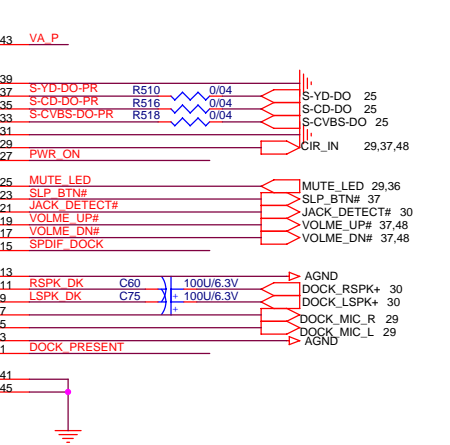 43 VA_P
39
37 S-YD-DO-PR R510 0/04 S-YD-DO 25
35 S-CD-DO-PR R516 0/04 S-CD-DO 25
33 S-CVBS-DO-PR R518 0/04 S-CVBS-DO 25
31
29 CIR_IN 29,37,48
27 PWR_ON
25 MUTE_LED MUTE_LED 29,36
23 SLP_BTN# SLP_BTN# 37
21 JACK_DETECT# JACK_DETECT# 30
19 VOLME_UP# VOLME_UP# 37,48
17 VOLME_DN# VOLME_DN# 37,48
15 SPDIF_DOCK
13 AGND
11 RSPK_DK C60 100U/6.3V DOCK_RSPK+ 30
9 LSPK_DK C75 + 100U/6.3V DOCK_LSPK+ 30
7 + DOCK_MIC_R 29
5 DOCK_MIC_L 29
3 AGND
1 DOCK_PRESENT
41
45